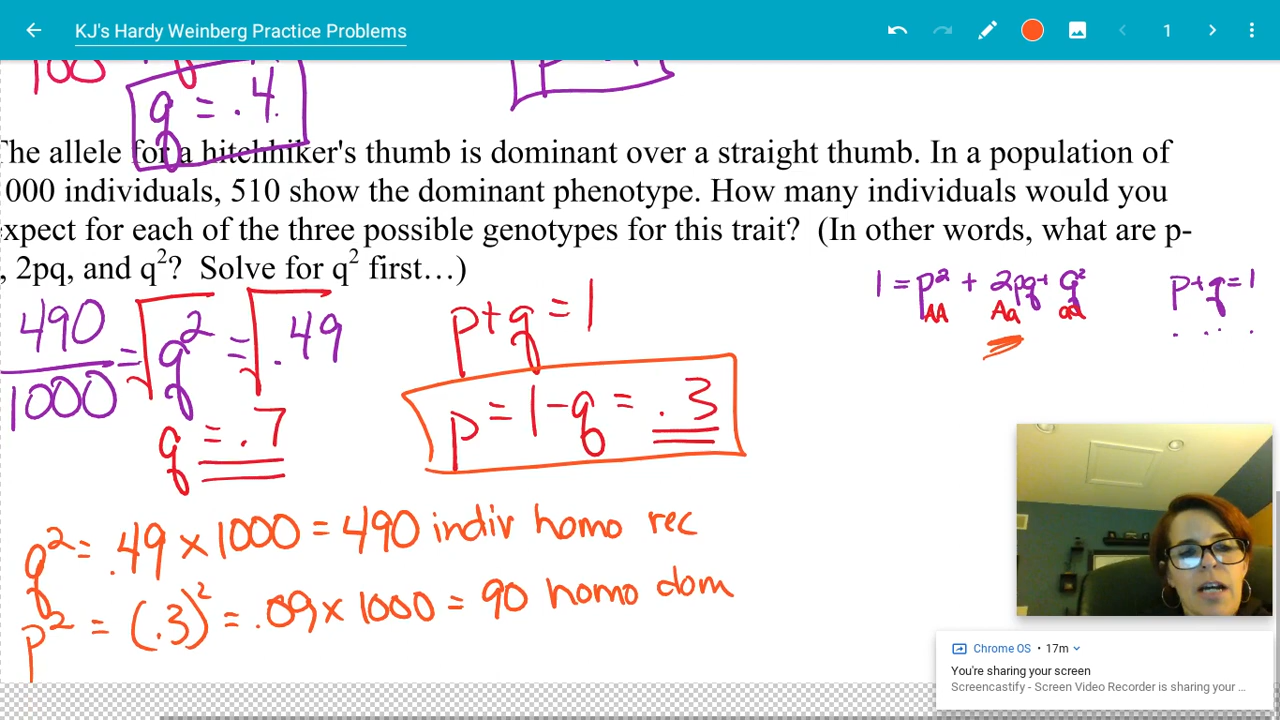 KJ's Hardy Weinberg Practice Problems
1
100
q = .4
The allele for a hitchhiker's thumb is dominant over a straight thumb. In a population of
000 individuals, 510 show the dominant phenotype. How many individuals would you
xpect for each of the three possible genotypes for this trait? (In other words, what are p-
, 2pq, and q²? Solve for q² first…)
1 = p² + 2pq + q²
p+q=1
AA Aa aa
490/1000 = √q² = √.49
p+q=1
q = .7
p = 1-q = .3
q² = .49 x 1000 = 490 indiv homo rec
p² = (.3)² = .09 x 1000 = 90 homo dom
Chrome OS • 17m
You're sharing your screen
Screencastify - Screen Video Recorder is sharing your ...